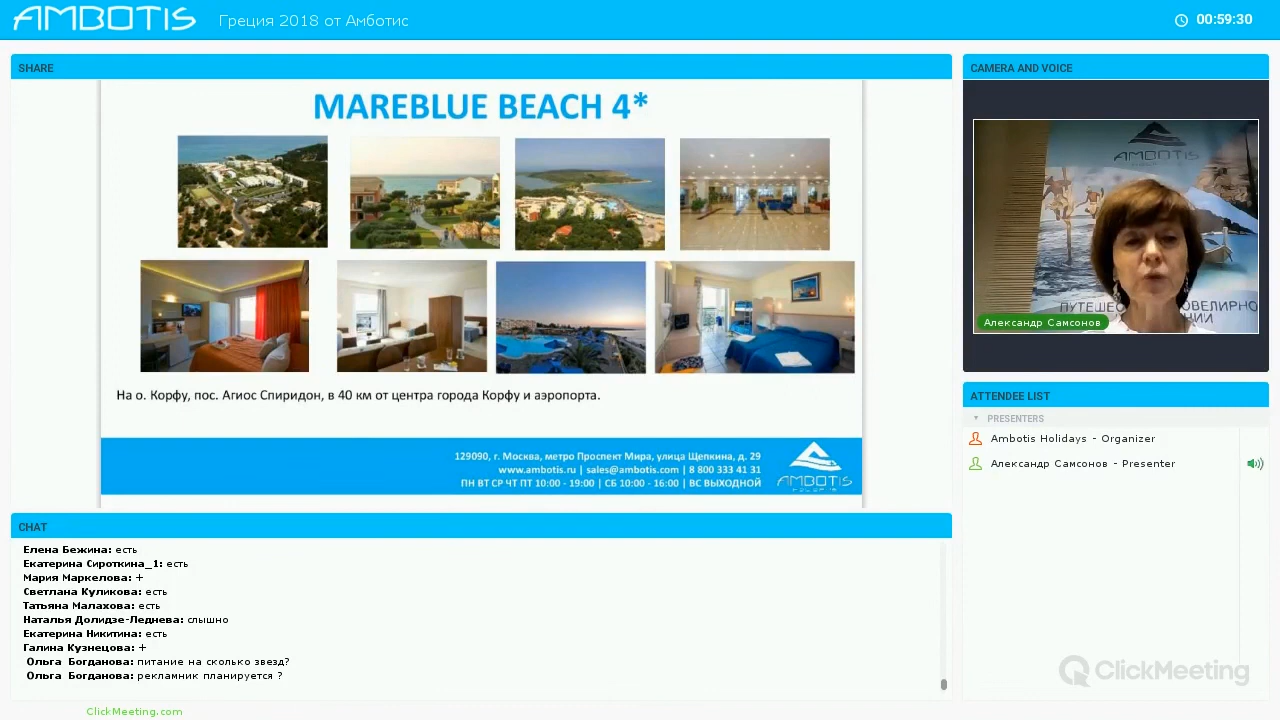 AMBOTIS
Греция 2018 от Амботис
00:59:30
SHARE
MAREBLUE BEACH 4*
На о. Корфу, пос. Агиос Спиридон, в 40 км от центра города Корфу и аэропорта.
129090, г. Москва, метро Проспект Мира, улица Щепкина, д. 29
www.ambotis.ru | sales@ambotis.com | 8 800 333 41 31
ПН ВТ СР ЧТ ПТ 10:00 - 19:00 | СБ 10:00 - 16:00 | ВС ВЫХОДНОЙ
AMBOTIS
HOLIDAYS
CAMERA AND VOICE
AMBOTIS
ПУТЕШЕС ОВЕЛИРНО
Александр Самсонов
ATTENDEE LIST
PRESENTERS
Ambotis Holidays - Organizer
Александр Самсонов - Presenter
CHAT
Елена Бежина: есть
Екатерина Сироткина_1: есть
Мария Маркелова: +
Светлана Куликова: есть
Татьяна Малахова: есть
Наталья Долидзе-Леднева: слышно
Екатерина Никитина: есть
Галина Кузнецова: +
Ольга Богданова: питание на сколько звезд?
Ольга Богданова: рекламник планируется ?
ClickMeeting
ClickMeeting.com